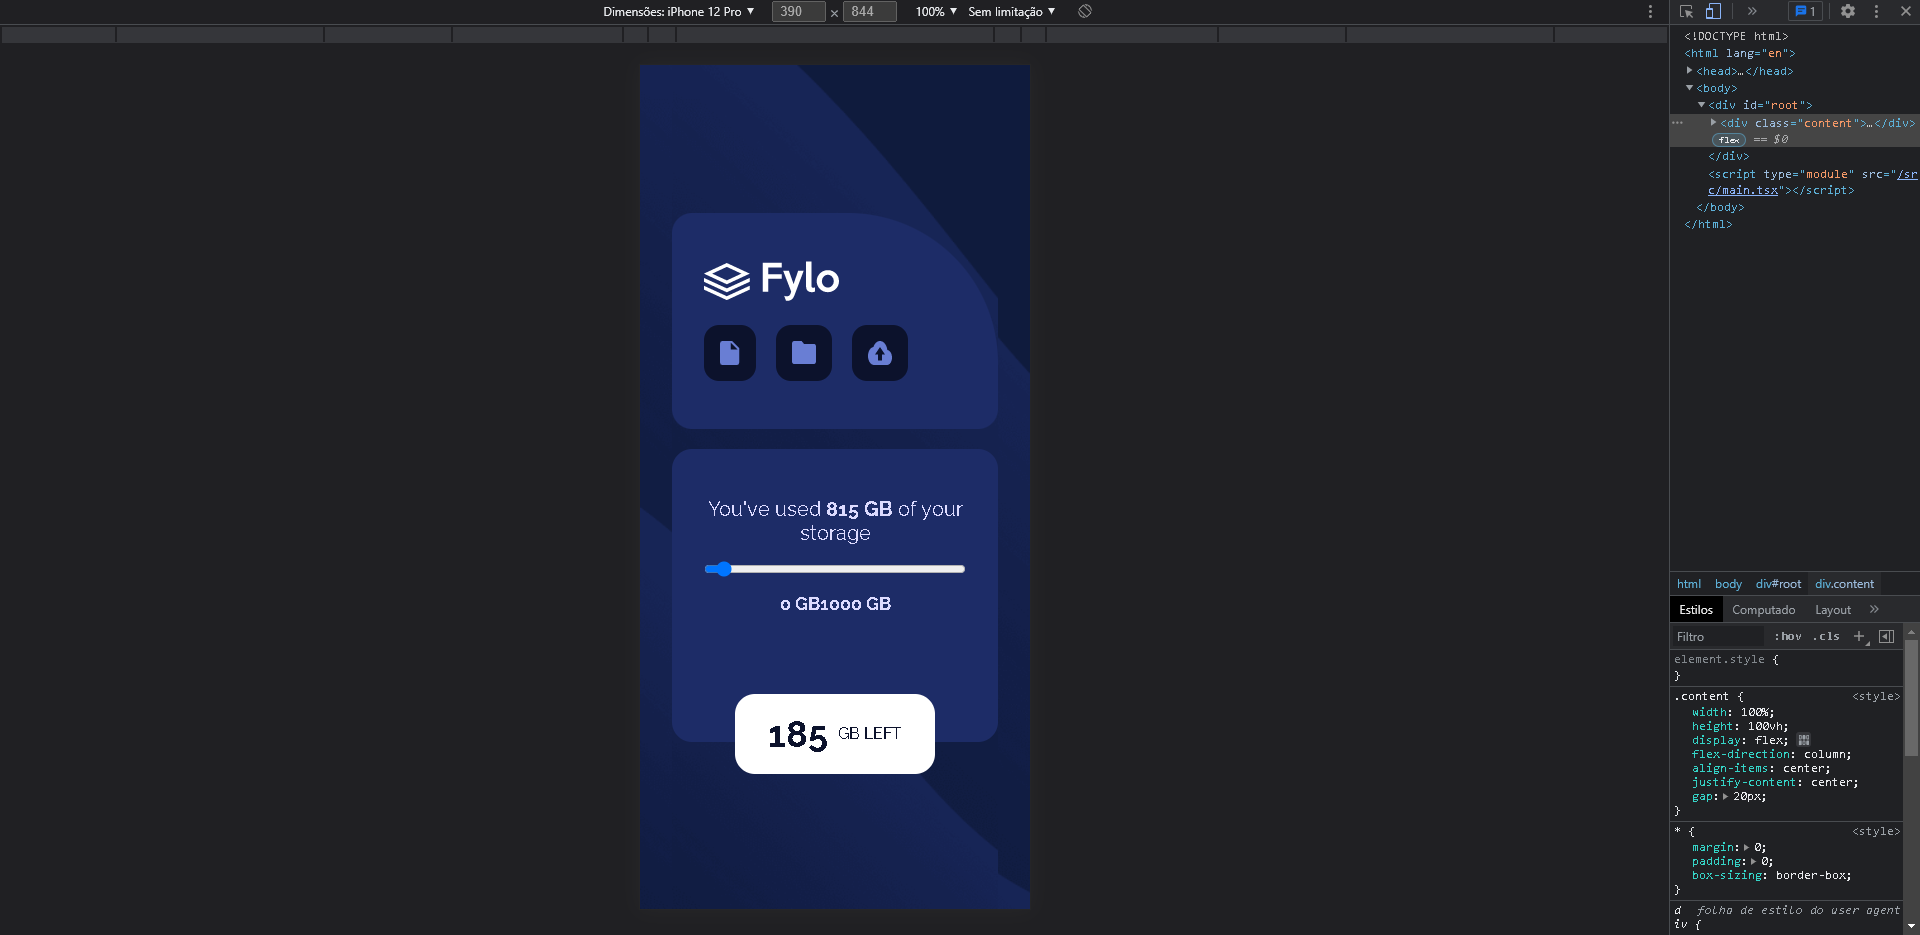 Dimensões: iPhone 12 Pro ▼ 390 × 844 100% ▼ Sem limitação ▼
1
<!DOCTYPE html>
<html lang="en">
<head>…</head>
<body>
<div id="root">
<div class="content">…</div>
flex == $0
</div>
<script type="module" src="/sr
c/main.tsx"></script>
</body>
</html>
Fylo
You've used 815 GB of your
storage
0 GB1000 GB
185 GB LEFT
html body div#root div.content
Estilos Computado Layout »
Filtro :hov .cls +
element.style {
}
.content { <style>
width: 100%;
height: 100vh;
display: flex;
flex-direction: column;
align-items: center;
justify-content: center;
gap: 20px;
}
* { <style>
margin: 0;
padding: 0;
box-sizing: border-box;
}
d folha de estilo do user agent
iv {